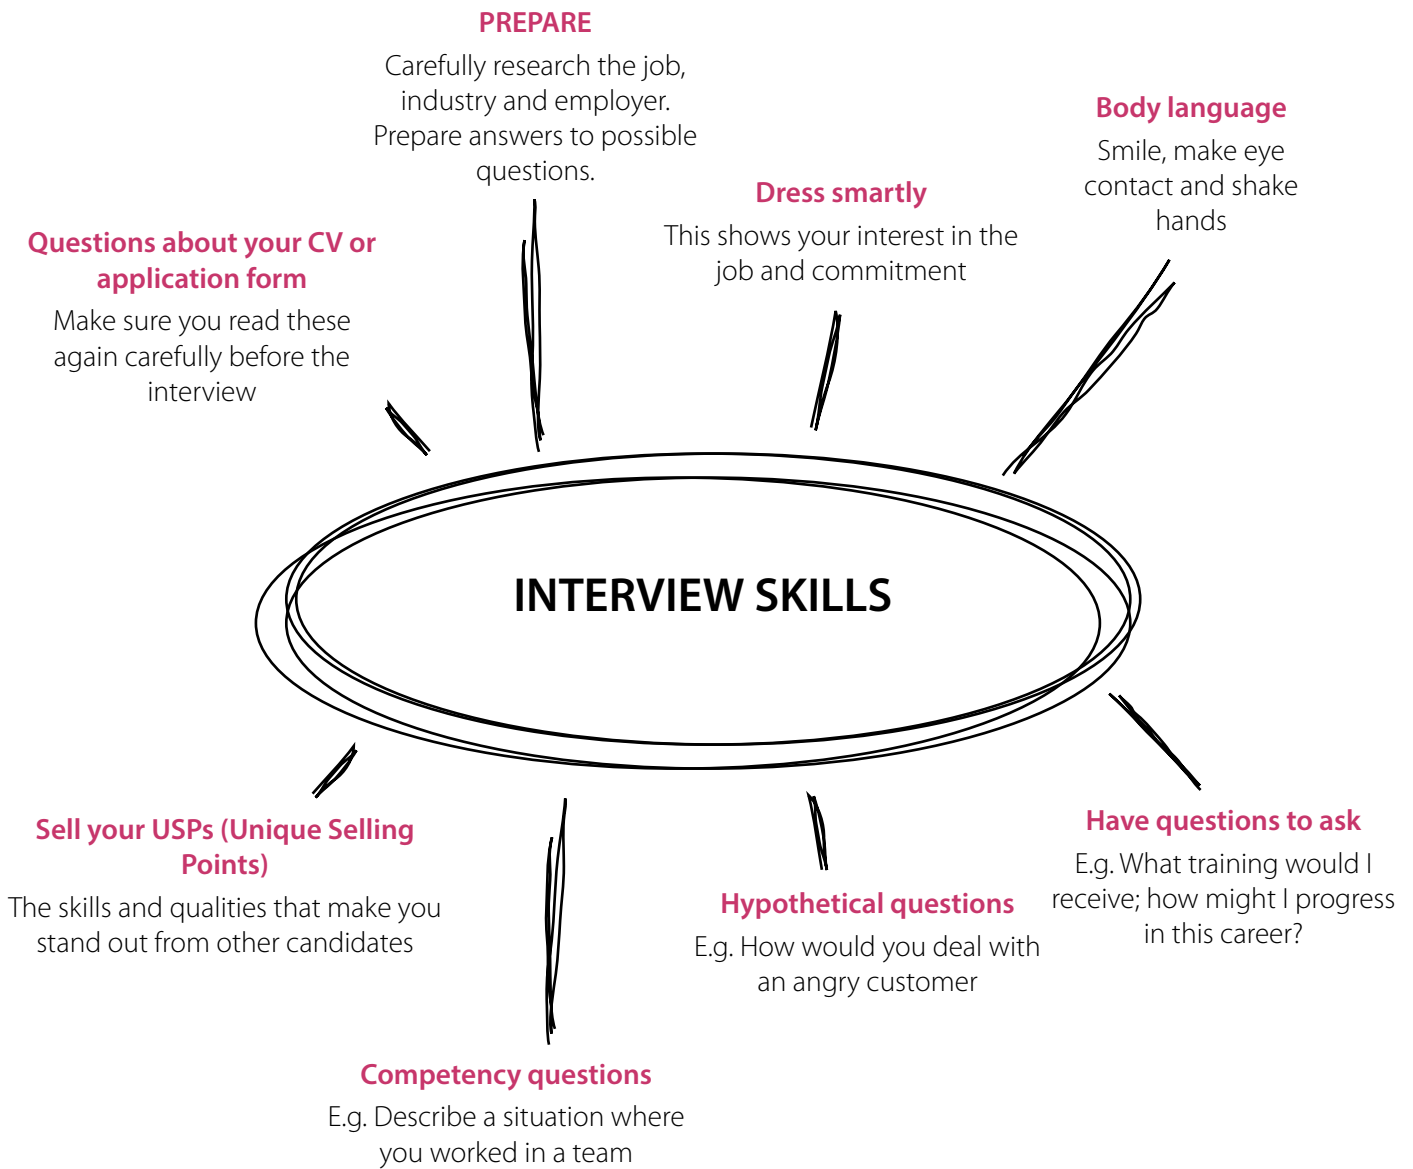 PREPARE
Carefully research the job,
industry and employer.
Prepare answers to possible
questions.
Body language
Smile, make eye
contact and shake
hands
Dress smartly
This shows your interest in the
job and commitment
Questions about your CV or
application form
Make sure you read these
again carefully before the
interview
INTERVIEW SKILLS
Sell your USPs (Unique Selling
Points)
The skills and qualities that make you
stand out from other candidates
Have questions to ask
E.g. What training would I
receive; how might I progress
in this career?
Hypothetical questions
E.g. How would you deal with
an angry customer
Competency questions
E.g. Describe a situation where
you worked in a team